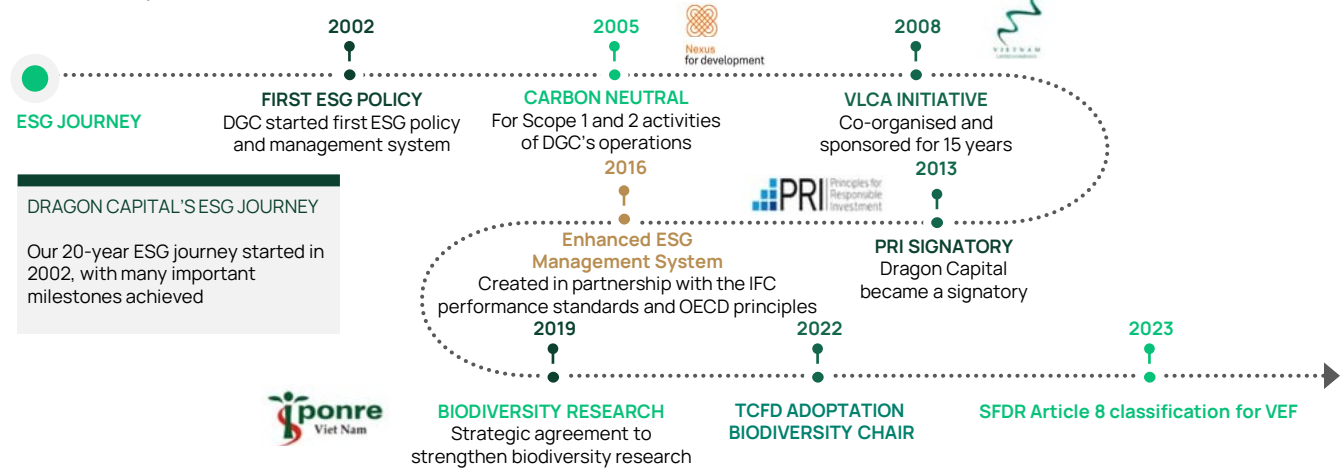 2002
2005
2008
Nexus
for development
VIETNAM
ESG JOURNEY
FIRST ESG POLICY
DGC started first ESG policy
and management system
CARBON NEUTRAL
For Scope 1 and 2 activities
of DGC's operations
VLCA INITIATIVE
Co-organised and
sponsored for 15 years
DRAGON CAPITAL'S ESG JOURNEY
Our 20-year ESG journey started in
2002, with many important
milestones achieved
2013
PRI SIGNATORY
Dragon Capital
became a signatory
PRI
Principles for
Responsible
Investment
2016
Enhanced ESG
Management System
Created in partnership with the IFC
performance standards and OECD principles
2019
2022
2023
iponre
Viet Nam
BIODIVERSITY RESEARCH
Strategic agreement to
strengthen biodiversity research
TCFD ADOPTATION
BIODIVERSITY CHAIR
SFDR Article 8 classification for VEF